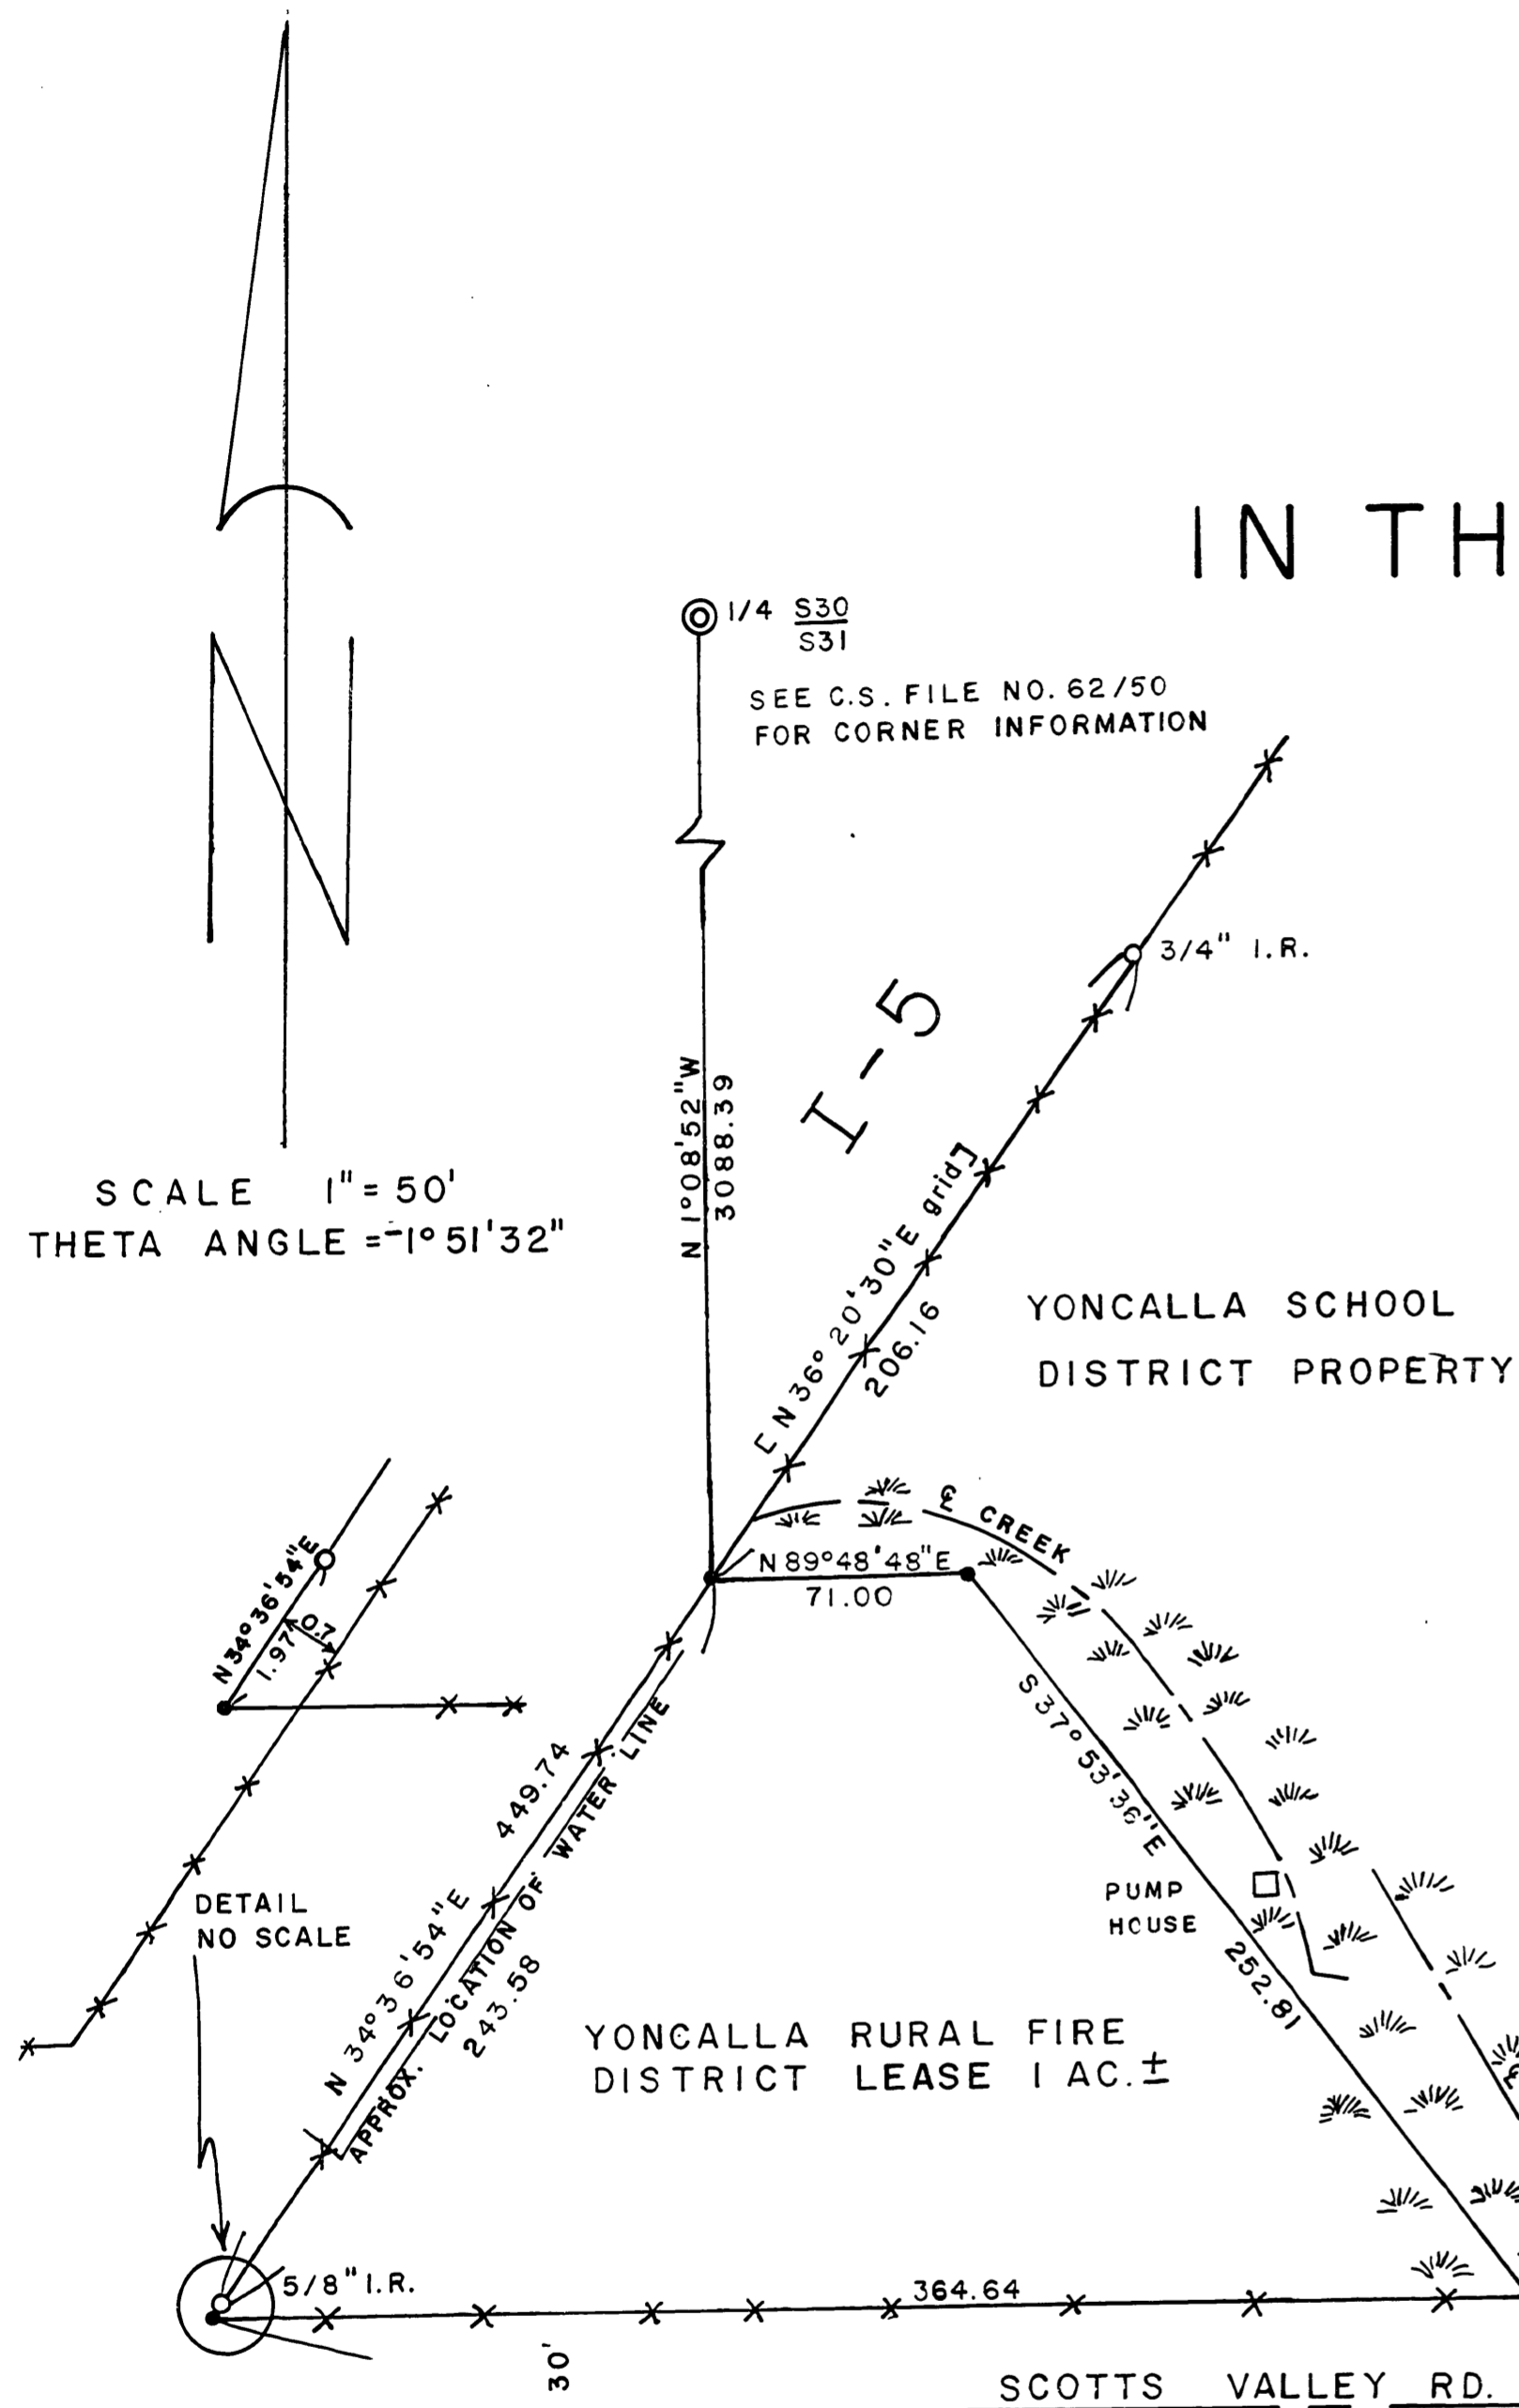 IN TH
1/4 S30
S31
SEE C.S. FILE NO. 62/50
FOR CORNER INFORMATION
3/4" I.R.
I-5
N 1°08'52"W
3088.39
SCALE 1"= 50'
THETA ANGLE =-1°51'32"
[N 36° 20'30"E grid]
206.16
YONCALLA SCHOOL
DISTRICT PROPERTY
℄ CREEK
N 89°48'48"E
71.00
N 34°36'54"E
1.97
0.7
S 37° 53'36"E
449.74
N 34°36'54"E
APPROX. LOCATION OF WATER LINE
243.58
DETAIL
NO SCALE
PUMP
HOUSE
252.81
YONCALLA RURAL FIRE
DISTRICT LEASE 1 AC.±
5/8" I.R.
364.64
30'
SCOTTS VALLEY RD.